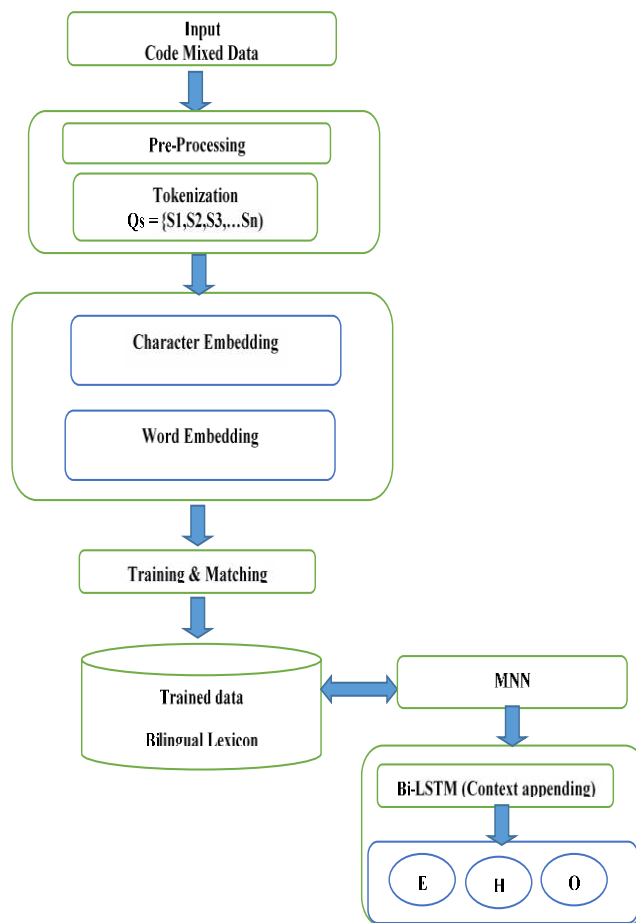 Input
Code Mixed Data
Pre-Processing
Tokenization
Qs = {S1,S2,S3,…Sn)
Character Embedding
Word Embedding
Training & Matching
Trained data
Bilingual Lexicon
MNN
Bi-LSTM (Context appending)
E
H
O